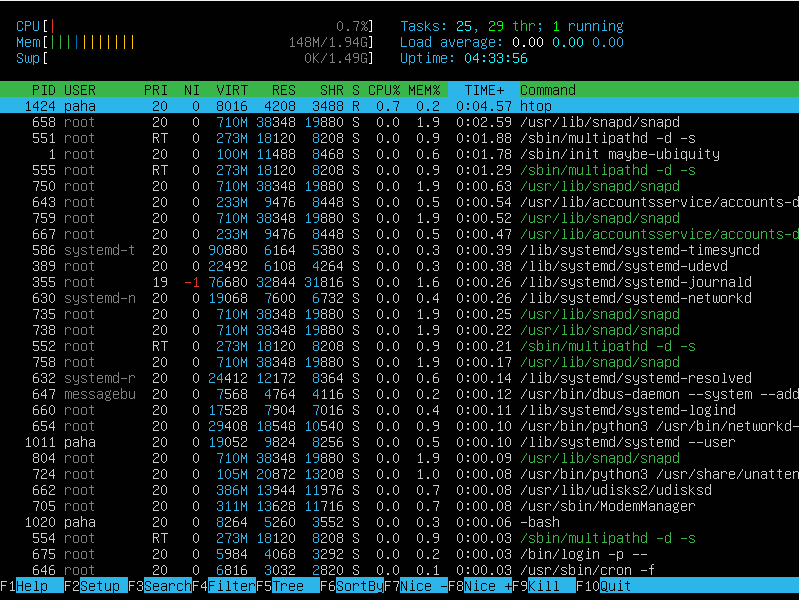 CPU[| 0.7%] Tasks: 25, 29 thr; 1 running
Mem[||||||||||| 148M/1.94G] Load average: 0.00 0.00 0.00
Swp[ 0K/1.49G] Uptime: 04:33:56
PID USER PRI NI VIRT RES SHR S CPU% MEM% TIME+ Command
1424 paha 20 0 8016 4208 3488 R 0.7 0.2 0:04.57 htop
658 root 20 0 710M 38348 19880 S 0.0 1.9 0:02.59 /usr/lib/snapd/snapd
551 root RT 0 273M 18120 8208 S 0.0 0.9 0:01.88 /sbin/multipathd -d -s
1 root 20 0 100M 11488 8468 S 0.0 0.6 0:01.78 /sbin/init maybe-ubiquity
555 root RT 0 273M 18120 8208 S 0.0 0.9 0:01.29 /sbin/multipathd -d -s
750 root 20 0 710M 38348 19880 S 0.0 1.9 0:00.63 /usr/lib/snapd/snapd
643 root 20 0 233M 9476 8448 S 0.0 0.5 0:00.54 /usr/lib/accountsservice/accounts-d
759 root 20 0 710M 38348 19880 S 0.0 1.9 0:00.52 /usr/lib/snapd/snapd
667 root 20 0 233M 9476 8448 S 0.0 0.5 0:00.47 /usr/lib/accountsservice/accounts-d
586 systemd-t 20 0 90880 6164 5380 S 0.0 0.3 0:00.39 /lib/systemd/systemd-timesyncd
389 root 20 0 22492 6108 4264 S 0.0 0.3 0:00.38 /lib/systemd/systemd-udevd
355 root 19 -1 76680 32844 31816 S 0.0 1.6 0:00.26 /lib/systemd/systemd-journald
630 systemd-n 20 0 19068 7600 6732 S 0.0 0.4 0:00.26 /lib/systemd/systemd-networkd
735 root 20 0 710M 38348 19880 S 0.0 1.9 0:00.25 /usr/lib/snapd/snapd
738 root 20 0 710M 38348 19880 S 0.0 1.9 0:00.22 /usr/lib/snapd/snapd
552 root RT 0 273M 18120 8208 S 0.0 0.9 0:00.21 /sbin/multipathd -d -s
758 root 20 0 710M 38348 19880 S 0.0 1.9 0:00.17 /usr/lib/snapd/snapd
632 systemd-r 20 0 24412 12172 8364 S 0.0 0.6 0:00.14 /lib/systemd/systemd-resolved
647 messagebu 20 0 7568 4764 4116 S 0.0 0.2 0:00.12 /usr/bin/dbus-daemon --system --add
660 root 20 0 17528 7904 7016 S 0.0 0.4 0:00.11 /lib/systemd/systemd-logind
654 root 20 0 29408 18548 10540 S 0.0 0.9 0:00.10 /usr/bin/python3 /usr/bin/networkd-
1011 paha 20 0 19052 9824 8256 S 0.0 0.5 0:00.10 /lib/systemd/systemd --user
804 root 20 0 710M 38348 19880 S 0.0 1.9 0:00.09 /usr/lib/snapd/snapd
724 root 20 0 105M 20872 13208 S 0.0 1.0 0:00.08 /usr/bin/python3 /usr/share/unatten
662 root 20 0 386M 13944 11976 S 0.0 0.7 0:00.08 /usr/lib/udisks2/udisksd
705 root 20 0 311M 13628 11716 S 0.0 0.7 0:00.08 /usr/sbin/ModemManager
1020 paha 20 0 8264 5260 3552 S 0.0 0.3 0:00.06 -bash
554 root RT 0 273M 18120 8208 S 0.0 0.9 0:00.03 /sbin/multipathd -d -s
675 root 20 0 5984 4068 3292 S 0.0 0.2 0:00.03 /bin/login -p --
646 root 20 0 6816 3032 2820 S 0.0 0.1 0:00.03 /usr/sbin/cron -f
F1Help F2Setup F3SearchF4FilterF5Tree F6SortByF7Nice -F8Nice +F9Kill F10Quit